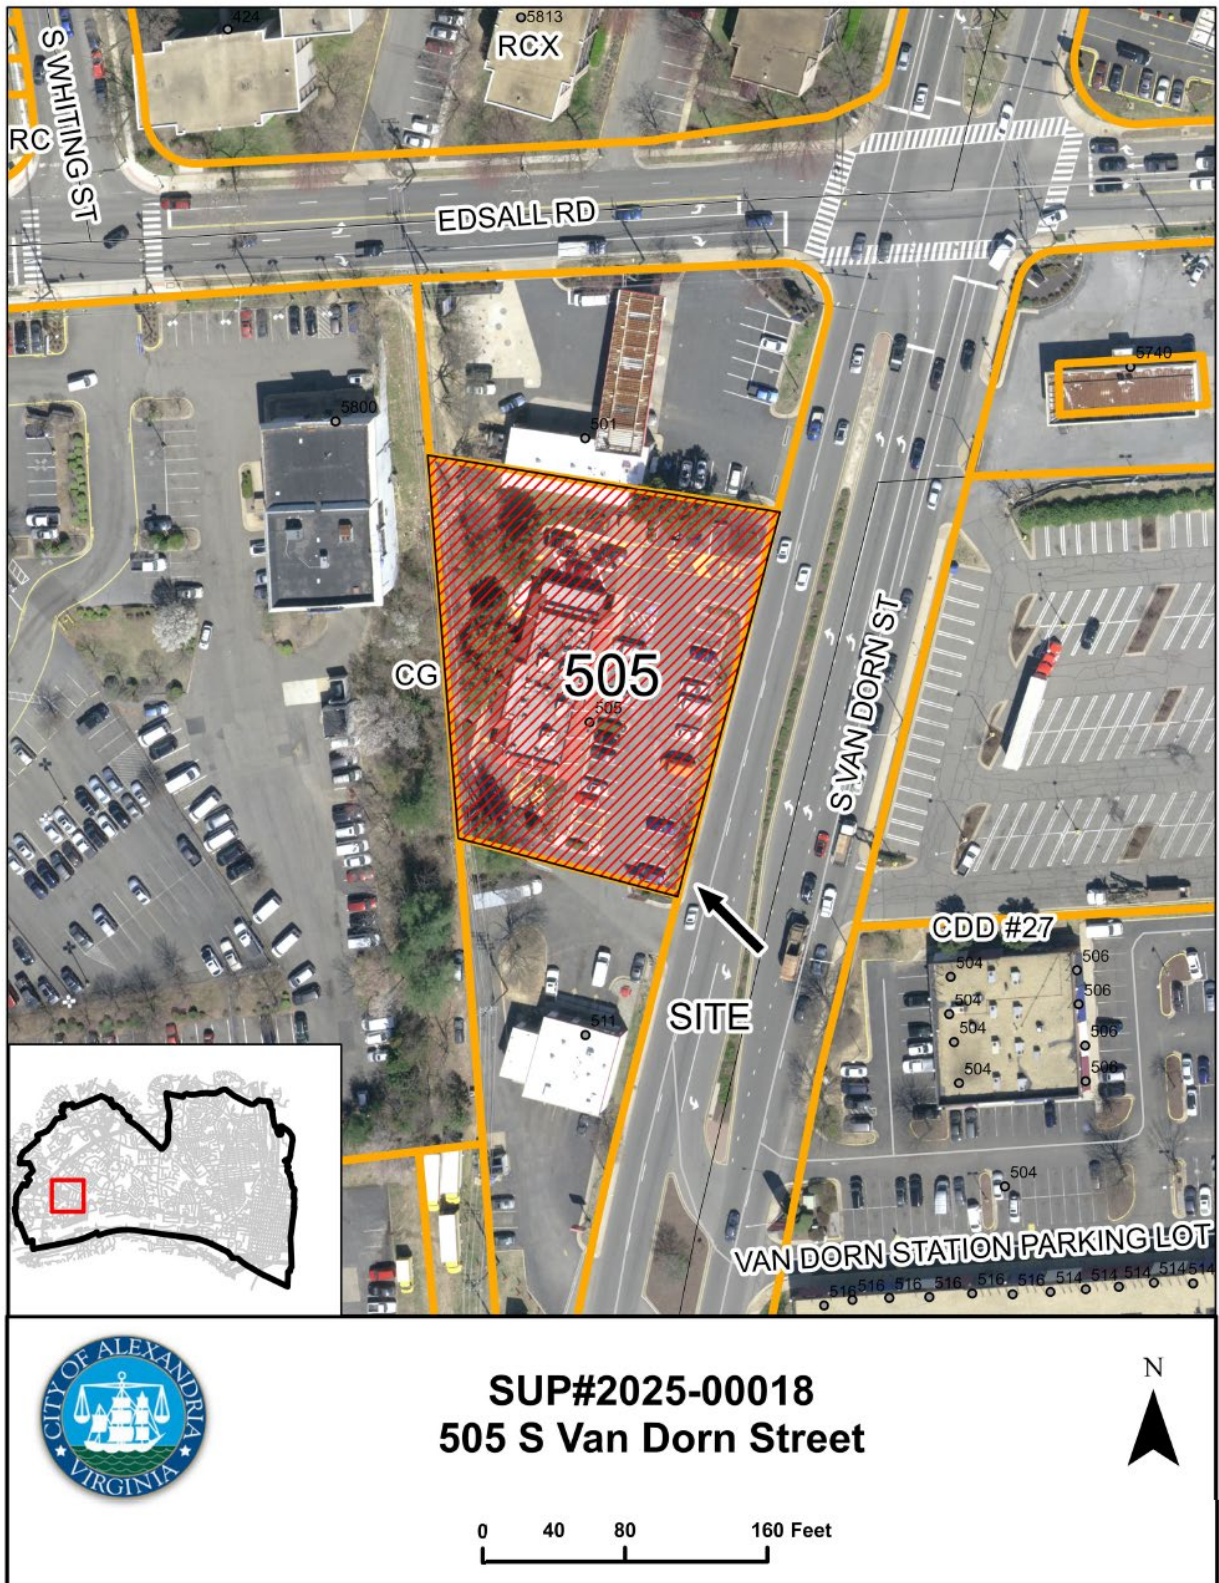 424
5813
RCX
S WHITING ST
RC
EDSALL RD
5740
5800
501
505
505
CG
S VAN DORN ST
CDD #27
504
506
504
506
504
506
504
506
SITE
511
504
VAN DORN STATION PARKING LOT
516 516 516 516 516 516 514 514 514 514 514
CITY OF ALEXANDRIA
VIRGINIA
SUP#2025-00018
505 S Van Dorn Street
N
0 40 80 160 Feet